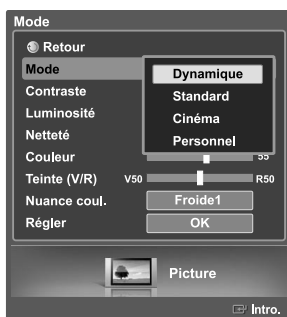 Mode
Retour
Mode
Dynamique
Standard
Cinéma
Personnel
Contraste
Luminosité
Netteté
Couleur 55
Teinte (V/R) V50 R50
Nuance coul. Froide1
Régler OK
Picture
Intro.